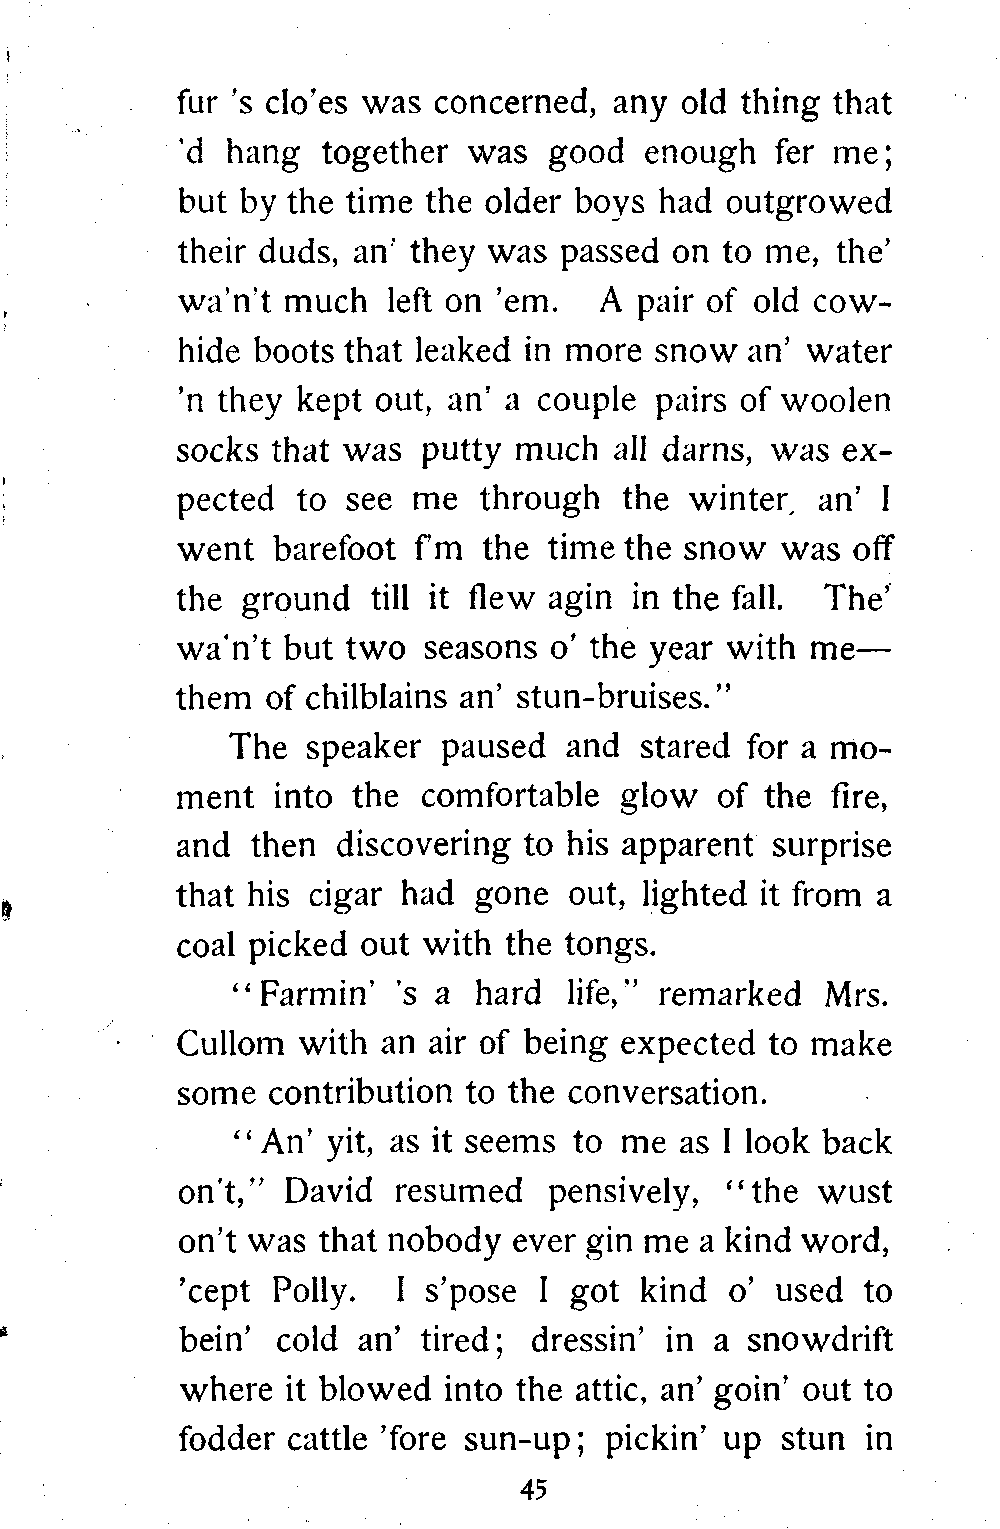 fur 's clo'es was concerned, any old thing that
'd hang together was good enough fer me;
but by the time the older boys had outgrowed
their duds, an' they was passed on to me, the'
wa'n't much left on 'em. A pair of old cow-
hide boots that leaked in more snow an' water
'n they kept out, an' a couple pairs of woolen
socks that was putty much all darns, was ex-
pected to see me through the winter, an' I
went barefoot f'm the time the snow was off
the ground till it flew agin in the fall. The'
wa'n't but two seasons o' the year with me—
them of chilblains an' stun-bruises."
The speaker paused and stared for a mo-
ment into the comfortable glow of the fire,
and then discovering to his apparent surprise
that his cigar had gone out, lighted it from a
coal picked out with the tongs.
"Farmin' 's a hard life," remarked Mrs.
Cullom with an air of being expected to make
some contribution to the conversation.
"An' yit, as it seems to me as I look back
on't," David resumed pensively, "the wust
on't was that nobody ever gin me a kind word,
'cept Polly. I s'pose I got kind o' used to
bein' cold an' tired; dressin' in a snowdrift
where it blowed into the attic, an' goin' out to
fodder cattle 'fore sun-up; pickin' up stun in
45